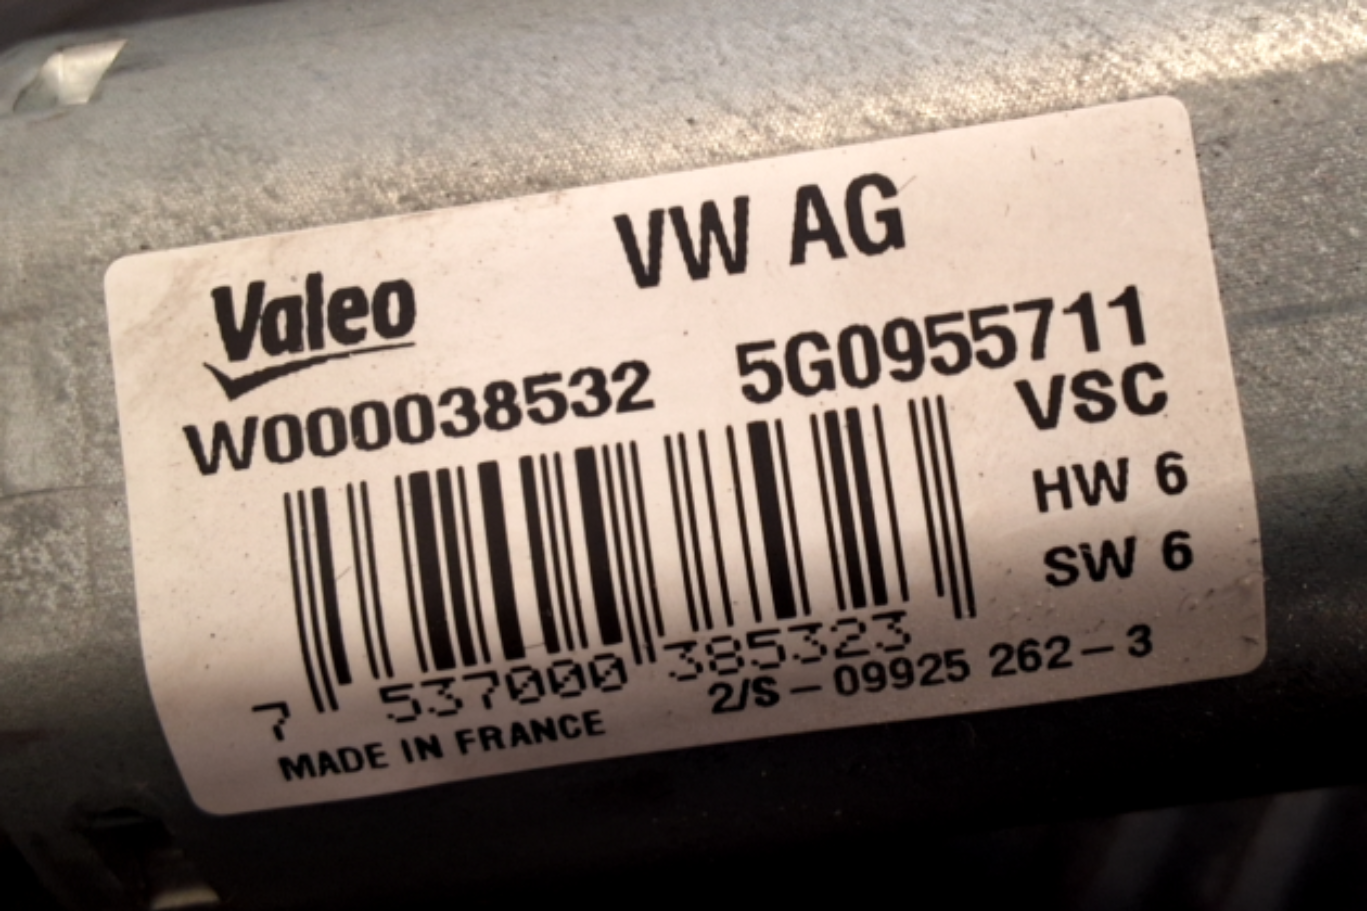 VW AG
Valeo
W000038532 5G0955711
VSC
HW 6
SW 6
7 537000 385323
2/S - 09925 262 - 3
MADE IN FRANCE